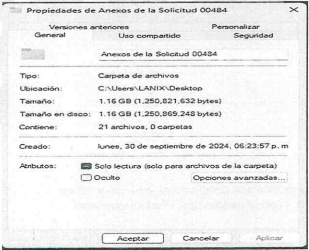 Propiedades de Anexos de la Solicitud 00484
Versiones anteriores Personalizar
General Uso compartido Seguridad
Anexos de la Solicitud 00484
Tipo: Carpeta de archivos
Ubicación: C:\Users\LANIX\Desktop
Tamaño: 1.16 GB (1,250,821,632 bytes)
Tamaño en disco: 1.16 GB (1,250,869,248 bytes)
Contiene: 21 archivos, 0 carpetas
Creado: lunes, 30 de septiembre de 2024, 06:23:57 p. m
Atributos: Solo lectura (solo para archivos de la carpeta)
Oculto Opciones avanzadas...
Aceptar Cancelar Aplicar